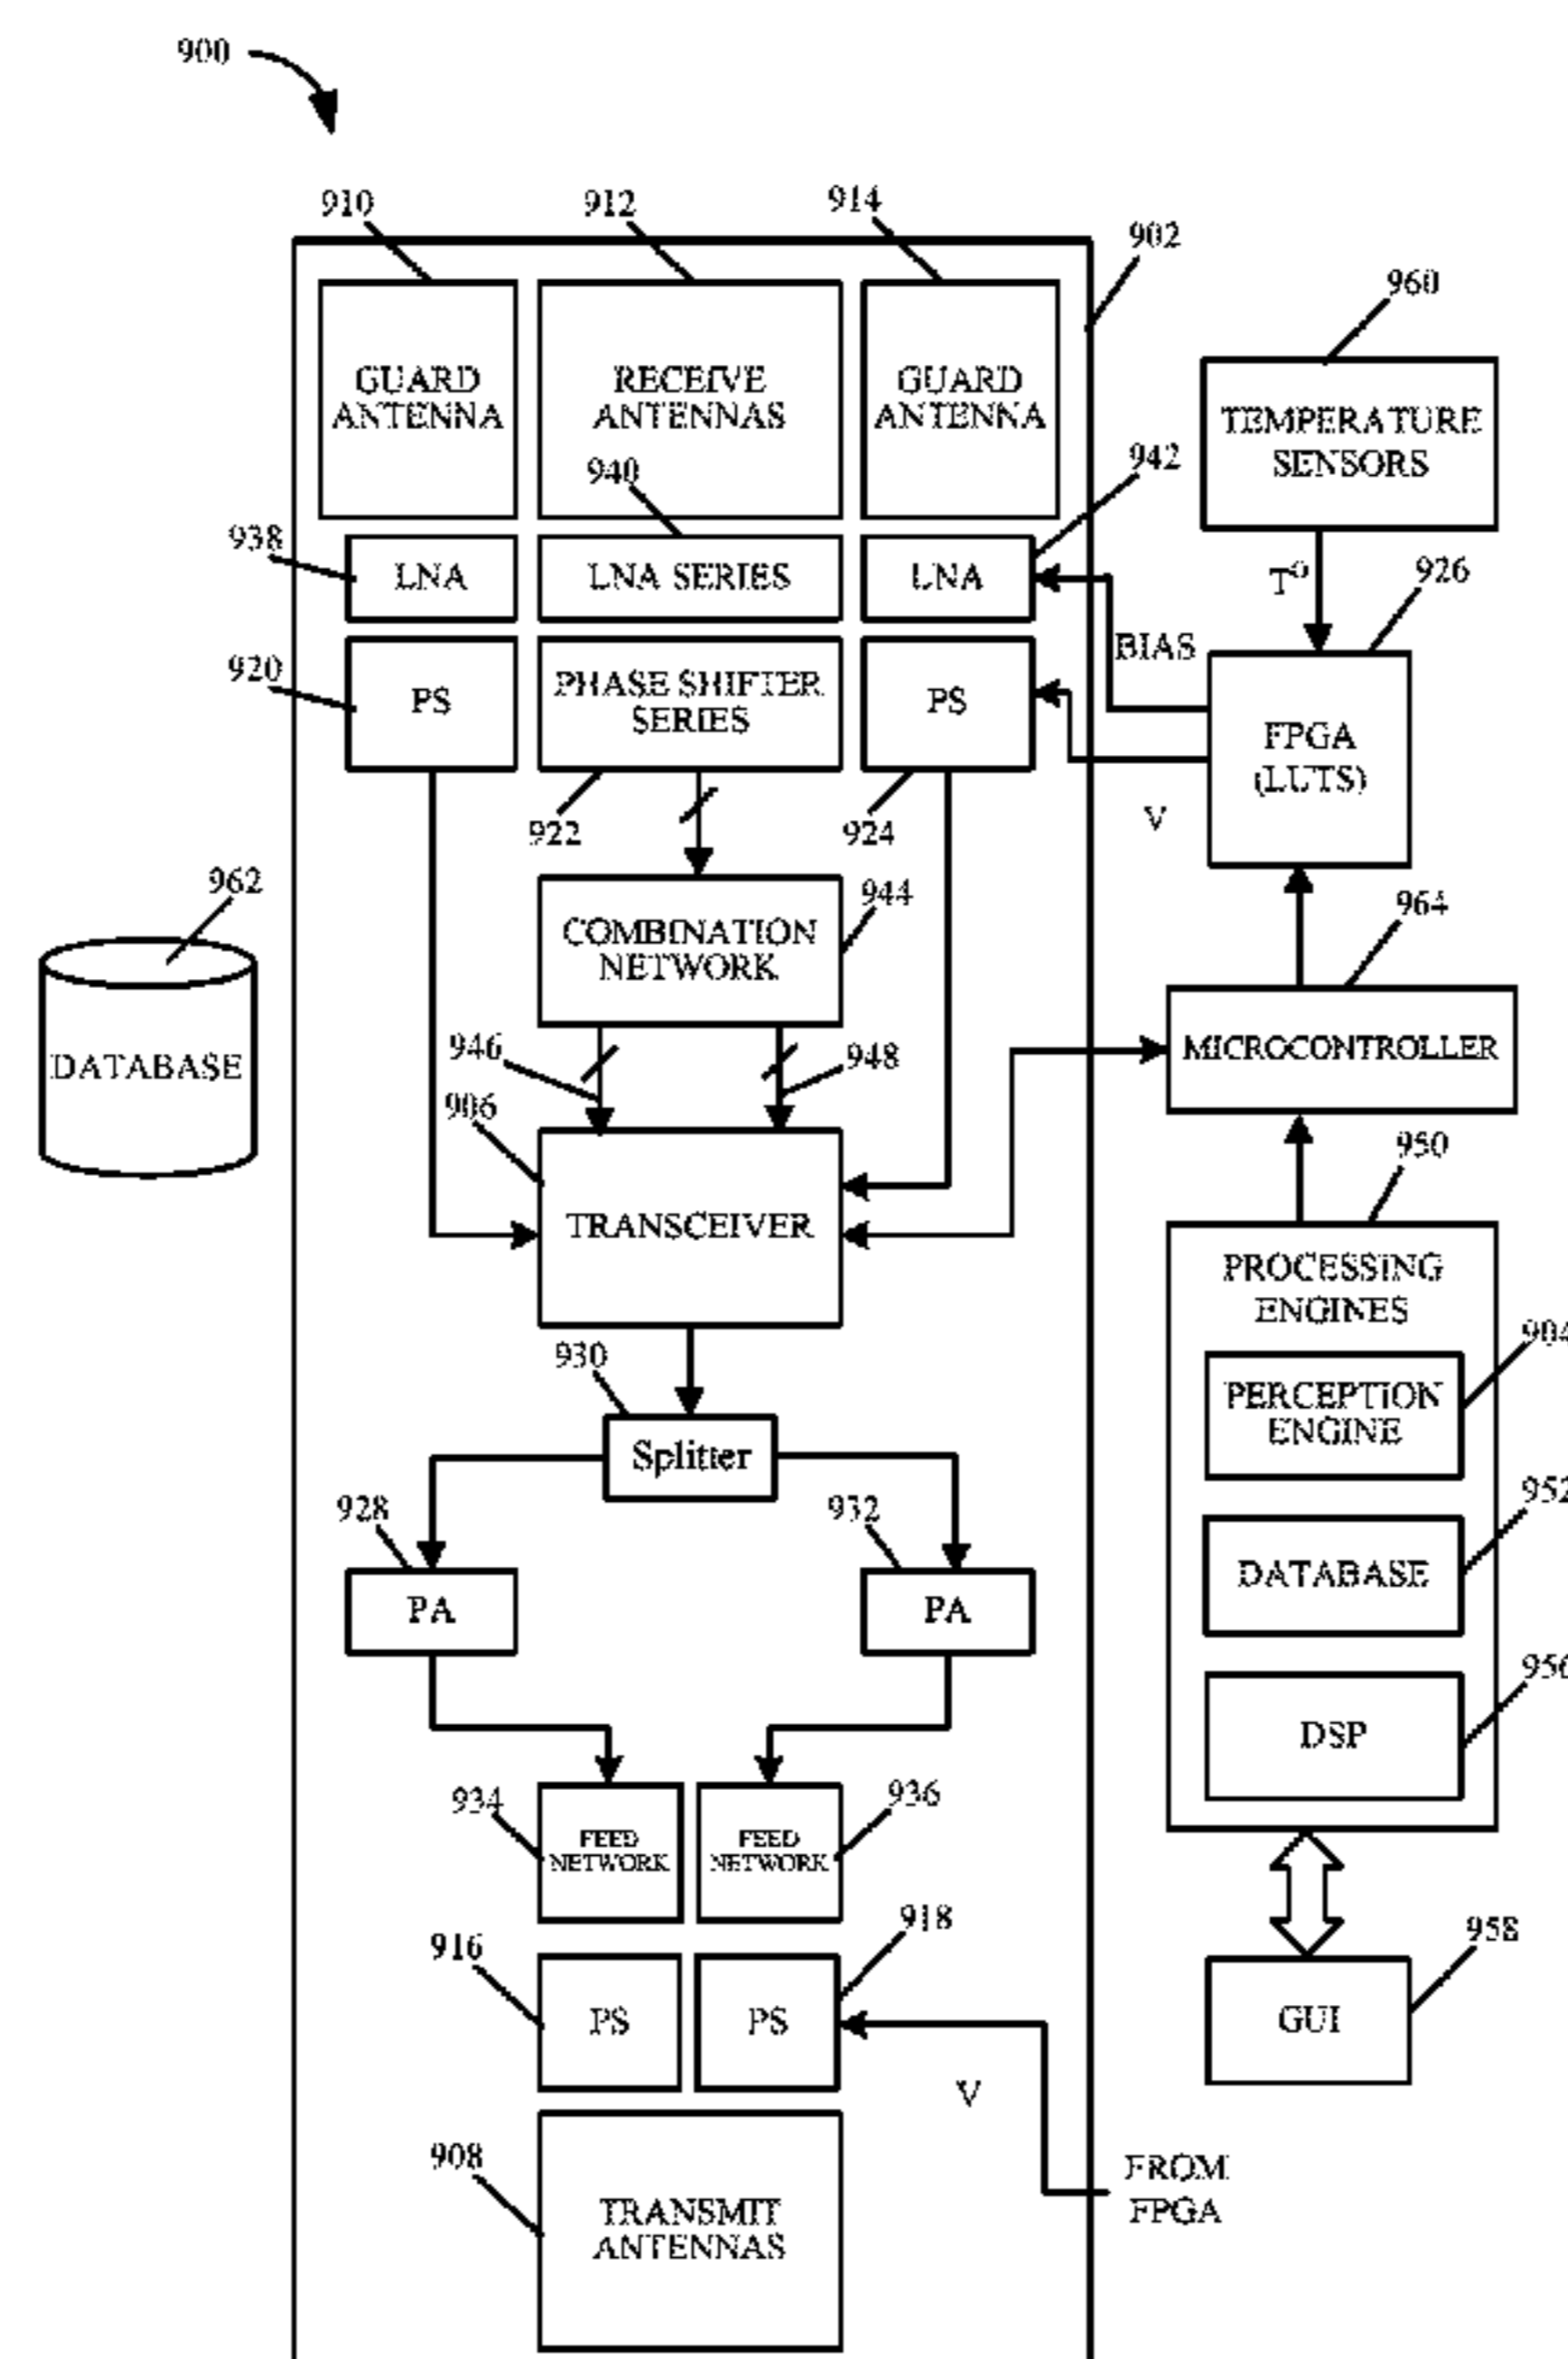 900
910
912
914
902
960
GUARD
ANTENNA
RECEIVE
ANTENNAS
GUARD
ANTENNA
TEMPERATURE
SENSORS
940
942
938
LNA
LNA SERIES
LNA
T°
926
BIAS
920
PS
PHASE SHIFTER
SERIES
PS
FPGA
(LUTS)
922
924
V
962
944
964
COMBINATION
NETWORK
DATABASE
946
948
MICROCONTROLLER
906
950
TRANSCEIVER
PROCESSING
ENGINES
904
930
PERCEPTION
ENGINE
Splitter
928
932
952
PA
PA
DATABASE
956
DSP
934
936
FEED
NETWORK
FEED
NETWORK
916
918
958
PS
PS
GUI
V
908
FROM
FPGA
TRANSMIT
ANTENNAS